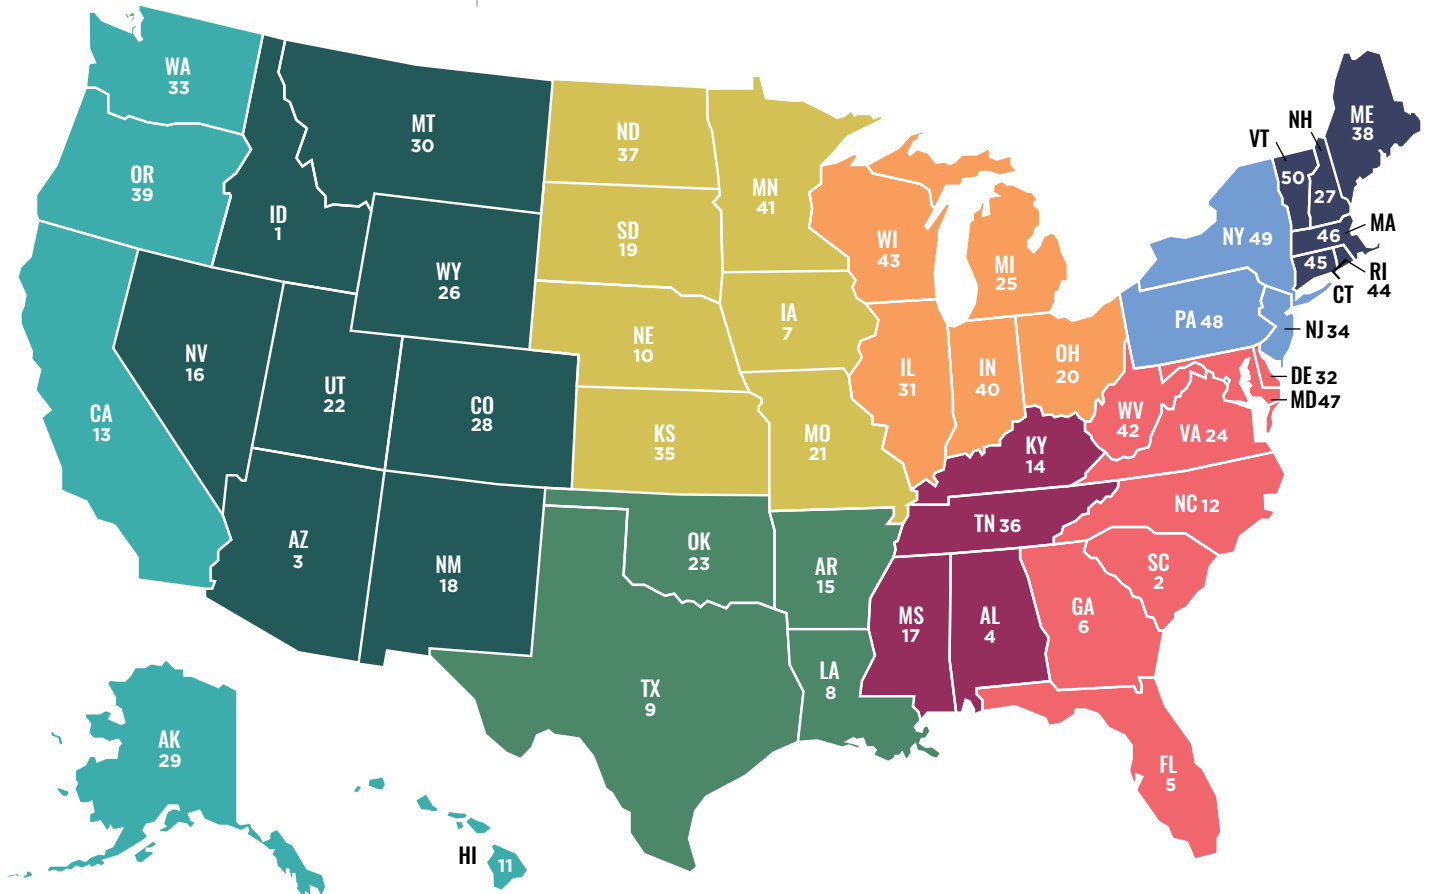 WA
33
OR
39
CA
13
ID
1
NV
16
MT
30
WY
26
UT
22
CO
28
AZ
3
NM
18
ND
37
SD
19
NE
10
KS
35
MN
41
IA
7
MO
21
OK
23
TX
9
AR
15
LA
8
WI
43
MI
25
IL
31
IN
40
OH
20
KY
14
TN 36
MS
17
AL
4
GA
6
FL
5
SC
2
NC 12
VA 24
WV
42
MD 47
DE 32
NJ 34
PA 48
NY 49
CT
45
RI
44
MA
46
VT
50
NH
27
ME
38
AK
29
HI
11